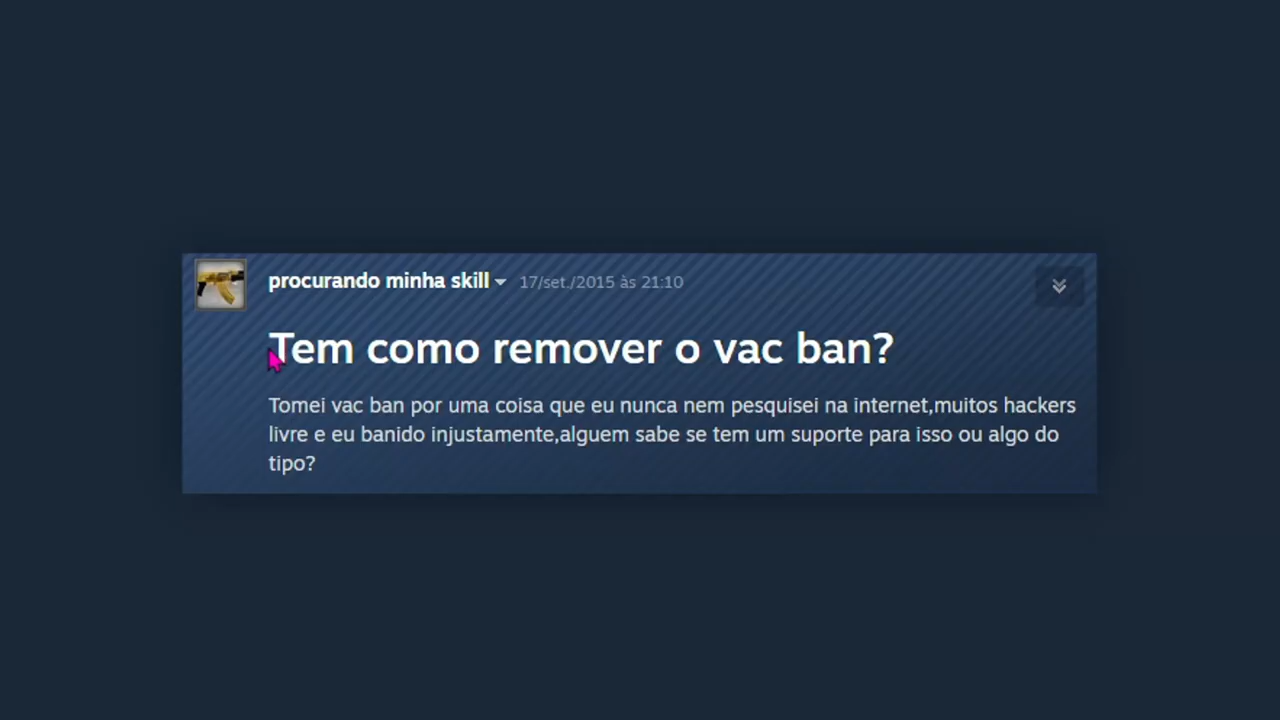 procurando minha skill 17/set./2015 às 21:10
Tem como remover o vac ban?
Tomei vac ban por uma coisa que eu nunca nem pesquisei na internet,muitos hackers
livre e eu banido injustamente,alguem sabe se tem um suporte para isso ou algo do
tipo?